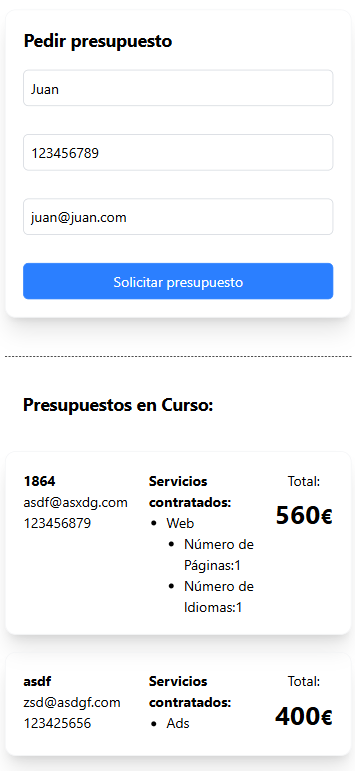 Pedir presupuesto
Juan
123456789
juan@juan.com
Solicitar presupuesto
Presupuestos en Curso:
1864
asdf@asxdg.com
123456879
Servicios
contratados:
Web
Número de
Páginas:1
Número de
Idiomas:1
Total:
560€
asdf
zsd@asdgf.com
123425656
Servicios
contratados:
Ads
Total:
400€